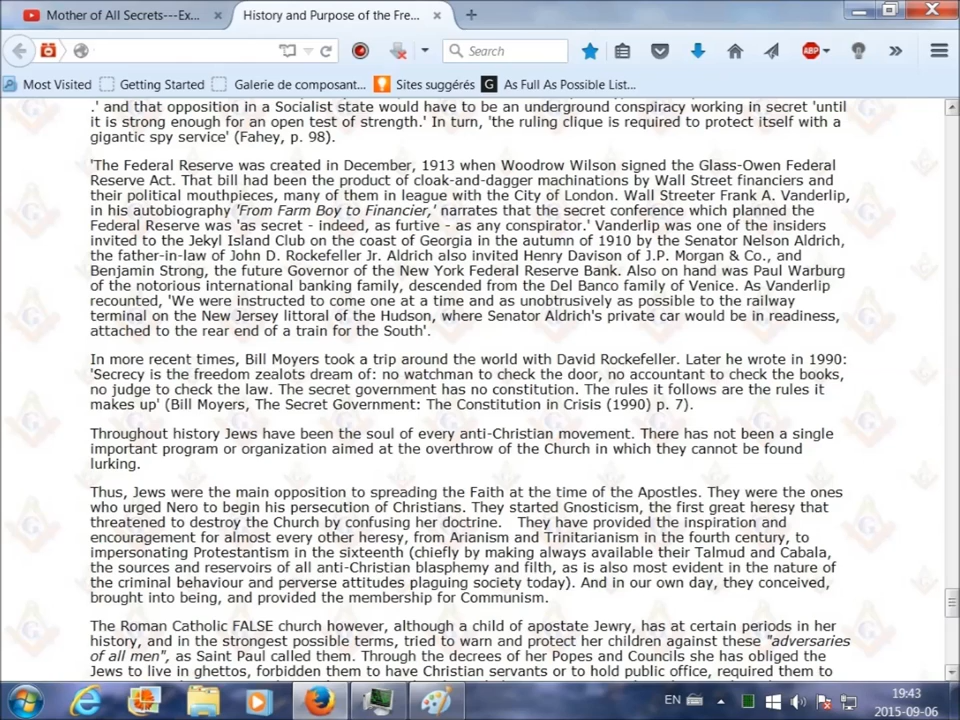 Mother of All Secrets---Ex...
History and Purpose of the Fre...
Search
ABP
Most Visited
Getting Started
Galerie de composant...
Sites suggérés
G As Full As Possible List...
.' and that opposition in a Socialist state would have to be an underground conspiracy working in secret 'until
it is strong enough for an open test of strength.' In turn, 'the ruling clique is required to protect itself with a
gigantic spy service' (Fahey, p. 98).
'The Federal Reserve was created in December, 1913 when Woodrow Wilson signed the Glass-Owen Federal
Reserve Act. That bill had been the product of cloak-and-dagger machinations by Wall Street financiers and
their political mouthpieces, many of them in league with the City of London. Wall Streeter Frank A. Vanderlip,
in his autobiography 'From Farm Boy to Financier,' narrates that the secret conference which planned the
Federal Reserve was 'as secret - indeed, as furtive - as any conspirator.' Vanderlip was one of the insiders
invited to the Jekyl Island Club on the coast of Georgia in the autumn of 1910 by the Senator Nelson Aldrich,
the father-in-law of John D. Rockefeller Jr. Aldrich also invited Henry Davison of J.P. Morgan & Co., and
Benjamin Strong, the future Governor of the New York Federal Reserve Bank. Also on hand was Paul Warburg
of the notorious international banking family, descended from the Del Banco family of Venice. As Vanderlip
recounted, 'We were instructed to come one at a time and as unobtrusively as possible to the railway
terminal on the New Jersey littoral of the Hudson, where Senator Aldrich's private car would be in readiness,
attached to the rear end of a train for the South'.
In more recent times, Bill Moyers took a trip around the world with David Rockefeller. Later he wrote in 1990:
'Secrecy is the freedom zealots dream of: no watchman to check the door, no accountant to check the books,
no judge to check the law. The secret government has no constitution. The rules it follows are the rules it
makes up' (Bill Moyers, The Secret Government: The Constitution in Crisis (1990) p. 7).
Throughout history Jews have been the soul of every anti-Christian movement. There has not been a single
important program or organization aimed at the overthrow of the Church in which they cannot be found
lurking.
Thus, Jews were the main opposition to spreading the Faith at the time of the Apostles. They were the ones
who urged Nero to begin his persecution of Christians. They started Gnosticism, the first great heresy that
threatened to destroy the Church by confusing her doctrine. They have provided the inspiration and
encouragement for almost every other heresy, from Arianism and Trinitarianism in the fourth century, to
impersonating Protestantism in the sixteenth (chiefly by making always available their Talmud and Cabala,
the sources and reservoirs of all anti-Christian blasphemy and filth, as is also most evident in the nature of
the criminal behaviour and perverse attitudes plaguing society today). And in our own day, they conceived,
brought into being, and provided the membership for Communism.
The Roman Catholic FALSE church however, although a child of apostate Jewry, has at certain periods in her
history, and in the strongest possible terms, tried to warn and protect her children against these "adversaries
of all men", as Saint Paul called them. Through the decrees of her Popes and Councils she has obliged the
Jews to live in ghettos, forbidden them to have Christian servants or to hold public office, required them to
EN
19:43
2015-09-06